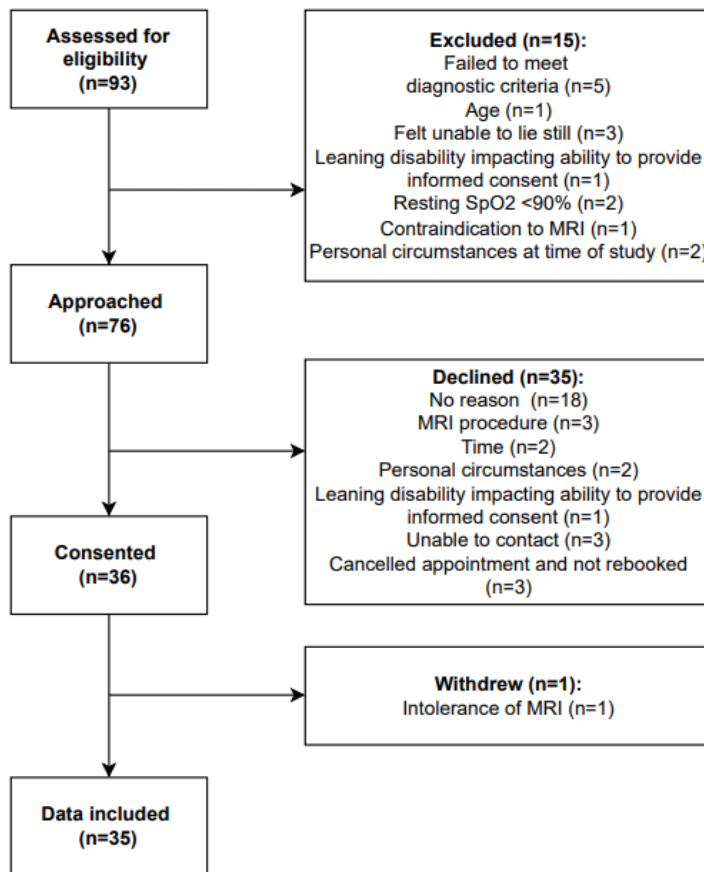 Assessed for
eligibility
(n=93)
Excluded (n=15):
Failed to meet
diagnostic criteria (n=5)
Age (n=1)
Felt unable to lie still (n=3)
Leaning disability impacting ability to provide
informed consent (n=1)
Resting SpO2 <90% (n=2)
Contraindication to MRI (n=1)
Personal circumstances at time of study (n=2)
Approached
(n=76)
Declined (n=35):
No reason (n=18)
MRI procedure (n=3)
Time (n=2)
Personal circumstances (n=2)
Leaning disability impacting ability to provide
informed consent (n=1)
Unable to contact (n=3)
Cancelled appointment and not rebooked
(n=3)
Consented
(n=36)
Withdrew (n=1):
Intolerance of MRI (n=1)
Data included
(n=35)